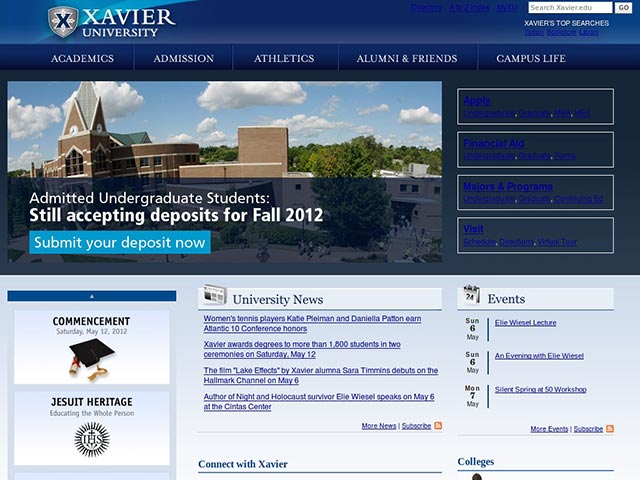 XAVIER
UNIVERSITY
Directory A to Z Index MyXU
Search Xavier.edu
GO
XAVIER'S TOP SEARCHES
Tuition Bookstore Library
ACADEMICS ADMISSION ATHLETICS ALUMNI & FRIENDS CAMPUS LIFE
Admitted Undergraduate Students:
Still accepting deposits for Fall 2012
Submit your deposit now
Apply
Undergraduate, Graduate, MBA, MEd
Financial Aid
Undergraduate, Graduate, Forms
Majors & Programs
Undergraduate, Graduate, Continuing Ed
Visit
Schedule, Directions, Virtual Tour
COMMENCEMENT
Saturday, May 12, 2012
JESUIT HERITAGE
Educating the Whole Person
IHS
University News
Women's tennis players Katie Pleiman and Daniella Patton earn
Atlantic 10 Conference honors
Xavier awards degrees to more than 1,800 students in two
ceremonies on Saturday, May 12
The film "Lake Effects" by Xavier alumna Sara Timmins debuts on the
Hallmark Channel on May 6
Author of Night and Holocaust survivor Elie Wiesel speaks on May 6
at the Cintas Center
More News | Subscribe
Connect with Xavier
24
Events
Sun
6
May
Elie Wiesel Lecture
Sun
6
May
An Evening with Elie Wiesel
Mon
7
May
Silent Spring at 50 Workshop
More Events | Subscribe
Colleges